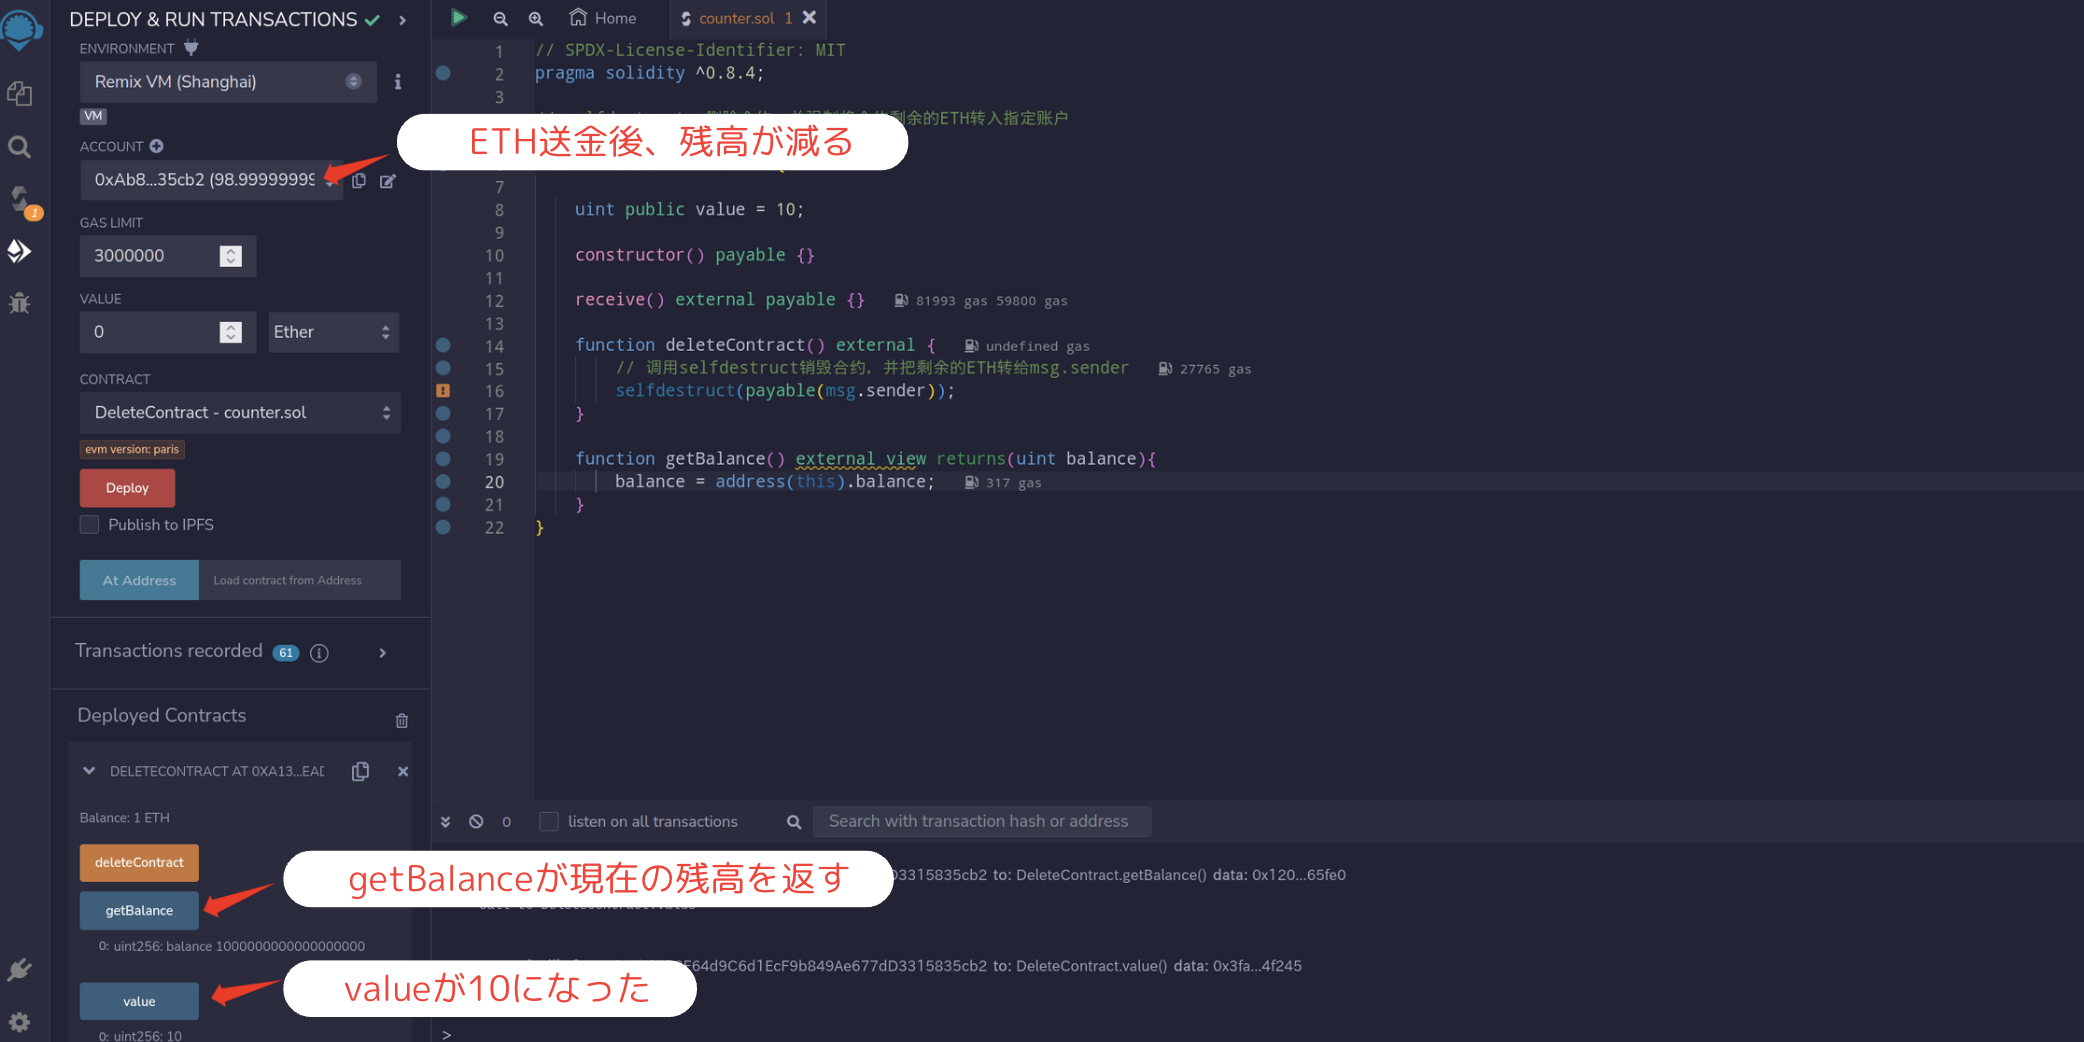 DEPLOY & RUN TRANSACTIONS
ENVIRONMENT
Remix VM (Shanghai)
VM
ACCOUNT
0xAb8...35cb2 (98.99999999
GAS LIMIT
3000000
VALUE
0 Ether
CONTRACT
DeleteContract - counter.sol
evm version: paris
Deploy
Publish to IPFS
At Address Load contract from Address
Transactions recorded 61
Deployed Contracts
DELETECONTRACT AT 0XA13...EAD
Balance: 1 ETH
deleteContract
getBalance
0: uint256: balance 1000000000000000000
value
0: uint256: 10
1
ETH送金後、残高が減る
getBalanceが現在の残高を返す
valueが10になった
Home
counter.sol 1
1 // SPDX-License-Identifier: MIT
2 pragma solidity ^0.8.4;
3
剩余的ETH转入指定账户
7
8 uint public value = 10;
9
10 constructor() payable {}
11
12 receive() external payable {} 81993 gas 59800 gas
13
14 function deleteContract() external { undefined gas
15 // 调用selfdestruct销毁合约，并把剩余的ETH转给msg.sender 27765 gas
16 selfdestruct(payable(msg.sender));
17 }
18
19 function getBalance() external view returns(uint balance){
20 balance = address(this).balance; 317 gas
21 }
22 }
0 listen on all transactions Search with transaction hash or address
D3315835cb2 to: DeleteContract.getBalance() data: 0x120...65fe0
E64d9C6d1EcF9b849Ae677dD3315835cb2 to: DeleteContract.value() data: 0x3fa...4f245
>